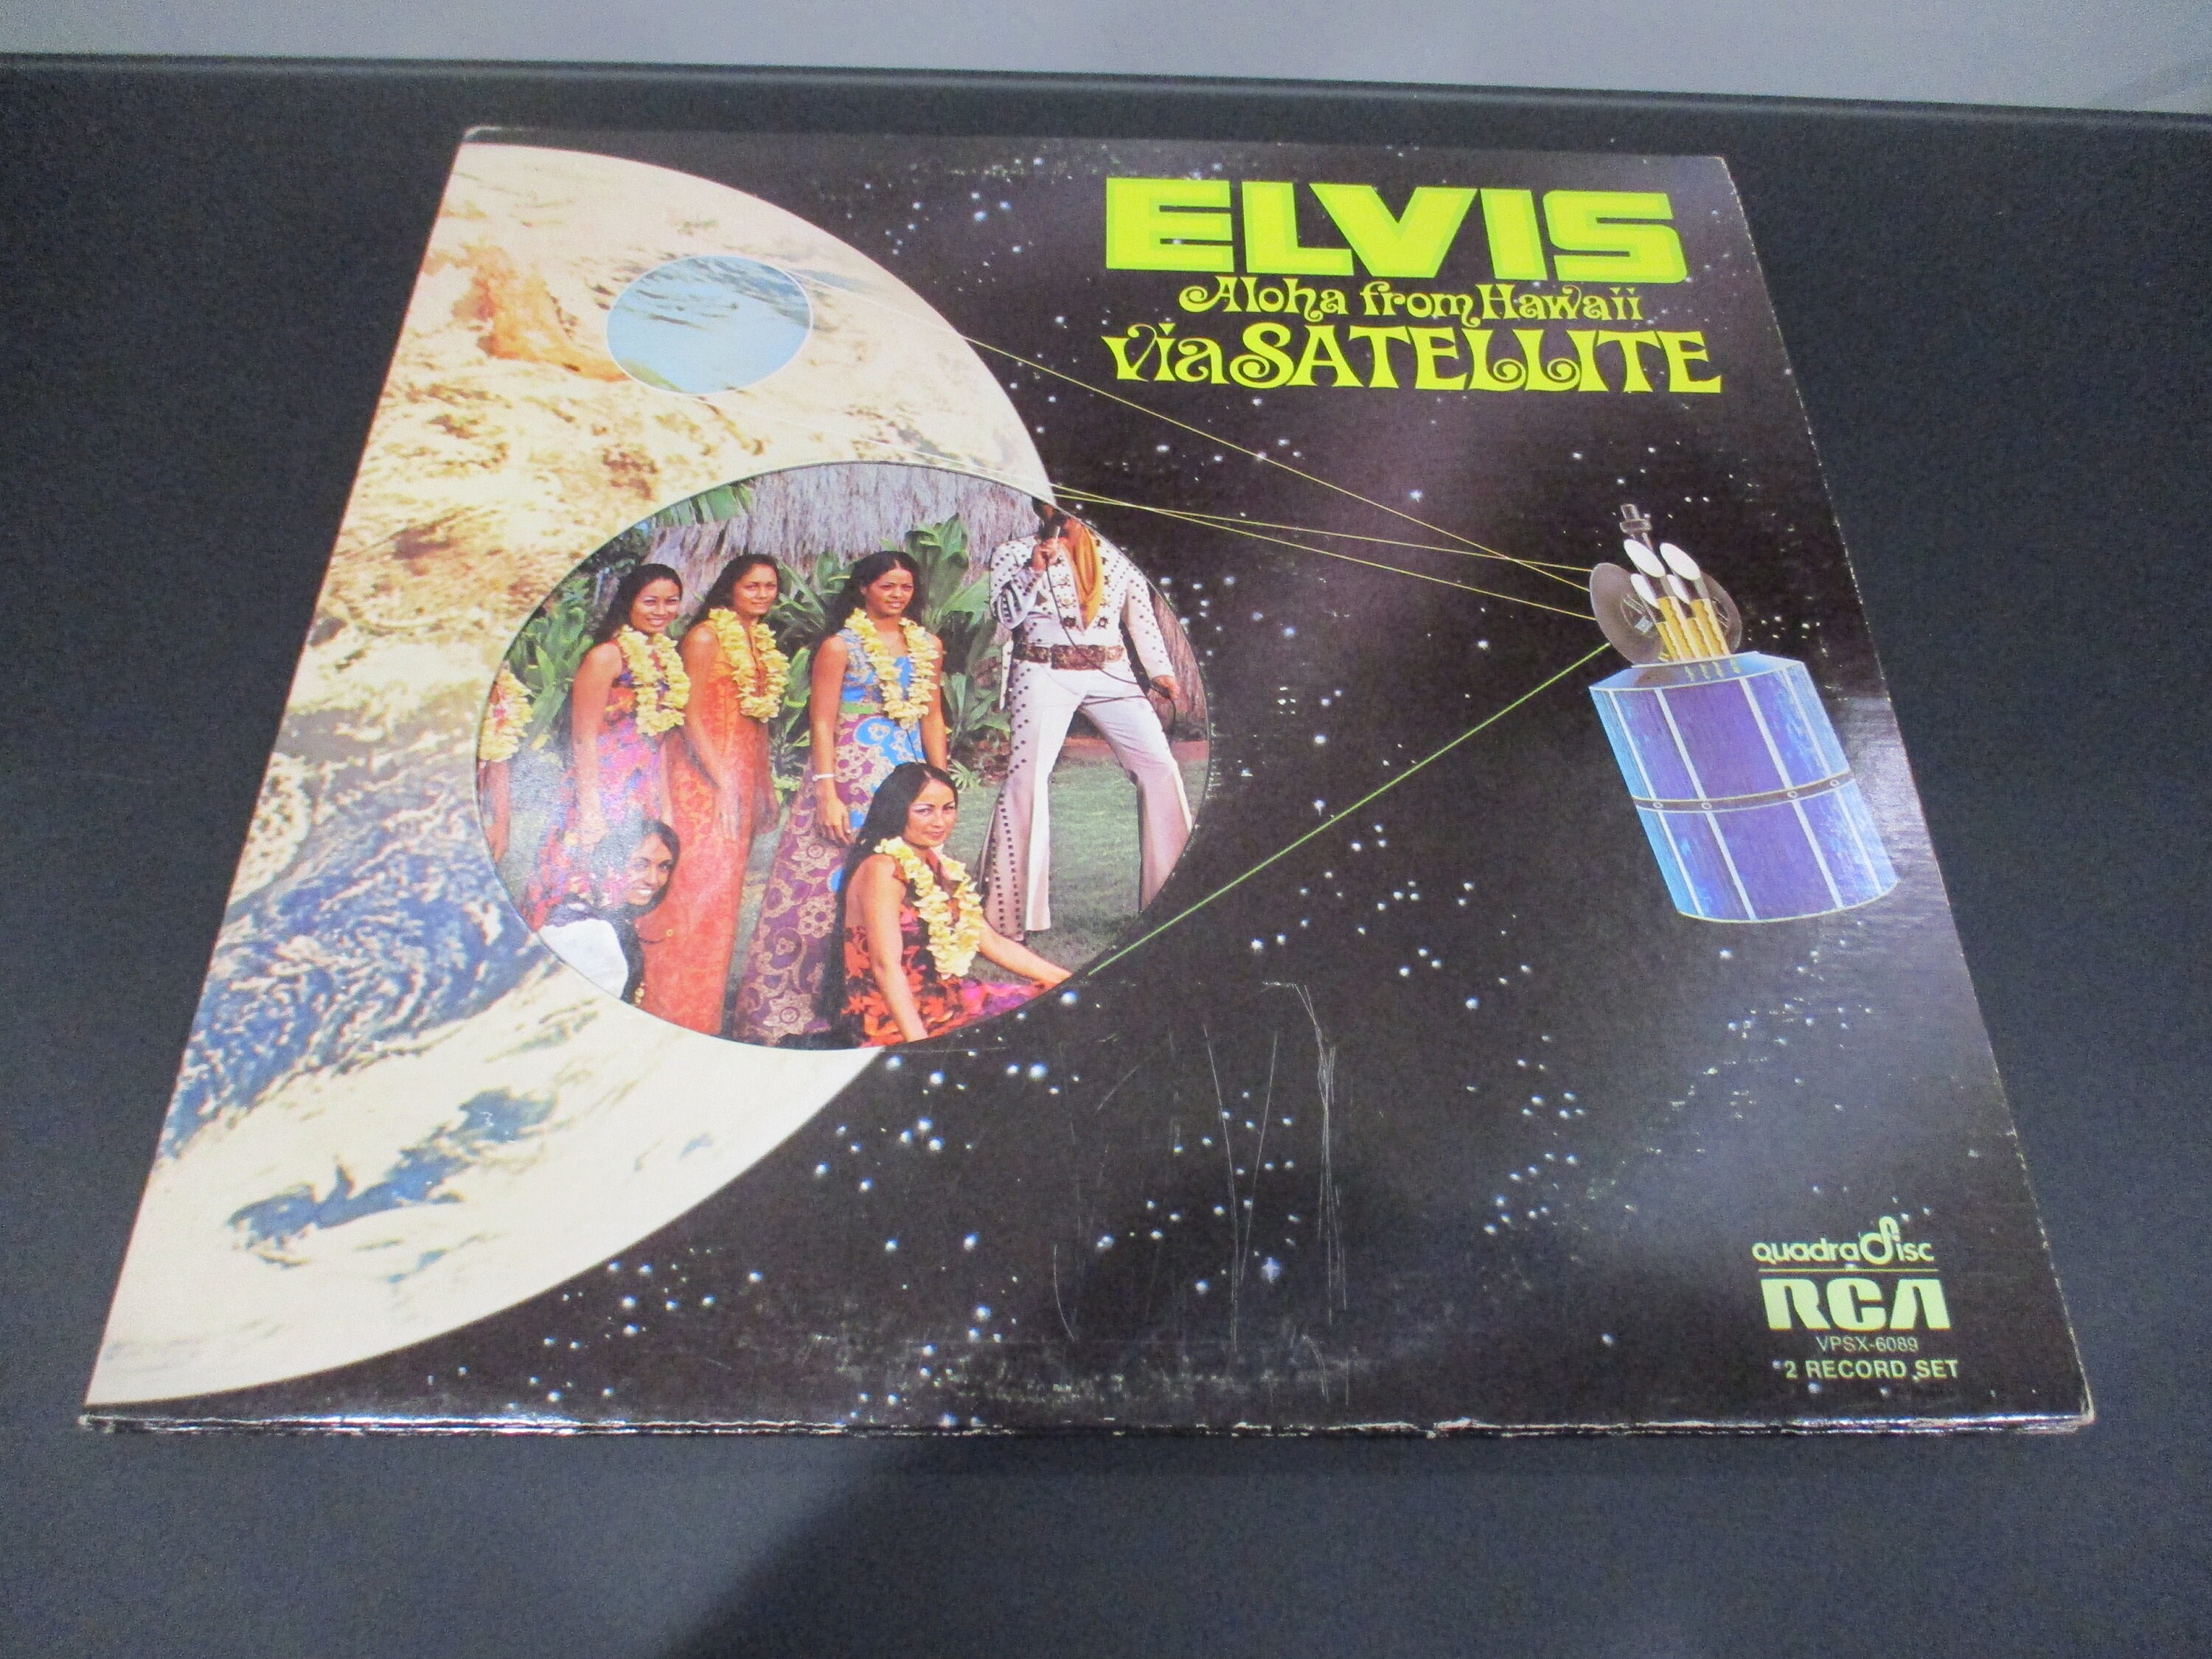 ELVIS
Aloha from Hawaii
via SATELLITE
quadradisc
RCA
VPSX-6089
2 RECORD SET